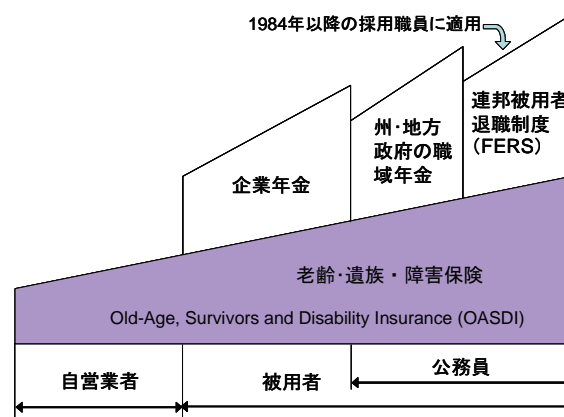 1984年以降の採用職員に適用
連邦被用者
退職制度
(FERS)
州･地方
政府の職
域年金
企業年金
老齢･遺族・障害保険
Old-Age, Survivors and Disability Insurance (OASDI)
自営業者
被用者
公務員